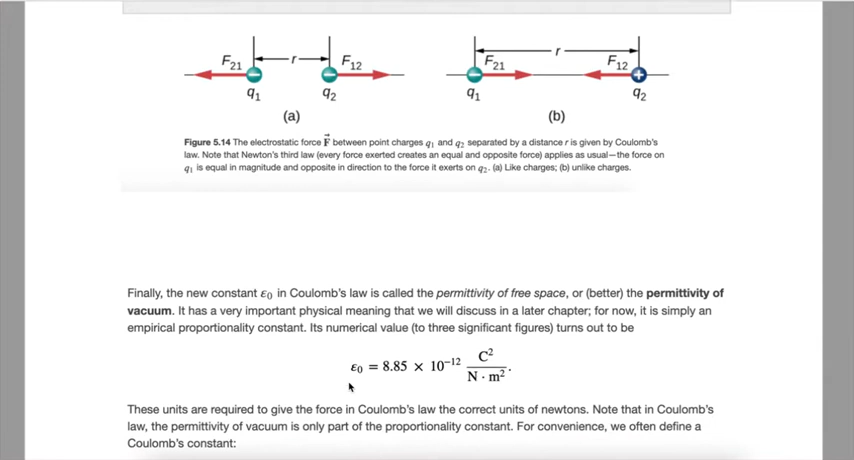 F21 r F12 r F21 F12
q1 q2 q1 q2
(a) (b)
Figure 5.14 The electrostatic force F⃗ between point charges q1 and q2 separated by a distance r is given by Coulomb's
law. Note that Newton's third law (every force exerted creates an equal and opposite force) applies as usual—the force on
q1 is equal in magnitude and opposite in direction to the force it exerts on q2. (a) Like charges; (b) unlike charges.
Finally, the new constant ε0 in Coulomb's law is called the permittivity of free space, or (better) the permittivity of
vacuum. It has a very important physical meaning that we will discuss in a later chapter; for now, it is simply an
empirical proportionality constant. Its numerical value (to three significant figures) turns out to be
ε0 = 8.85 × 10⁻¹² C²/(N · m²).
These units are required to give the force in Coulomb's law the correct units of newtons. Note that in Coulomb's
law, the permittivity of vacuum is only part of the proportionality constant. For convenience, we often define a
Coulomb's constant: